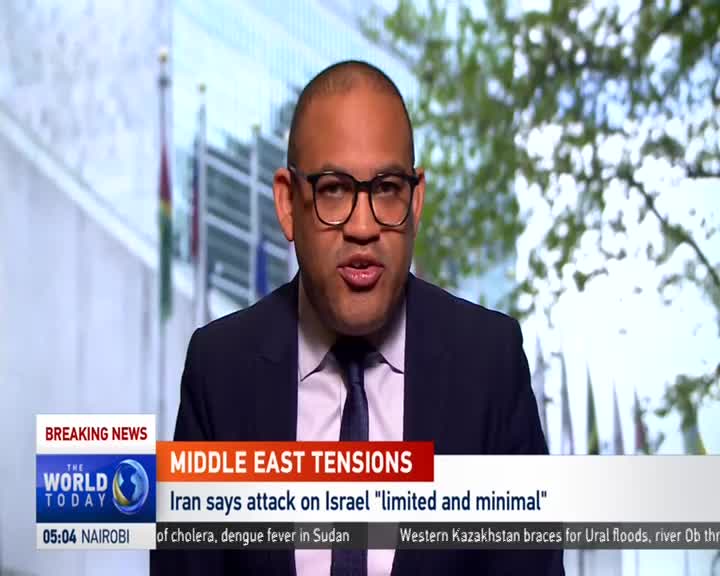 BREAKING NEWS
MIDDLE EAST TENSIONS
THE
WORLD
TODAY
Iran says attack on Israel "limited and minimal"
05:04 NAIROBI
of cholera, dengue fever in Sudan Western Kazakhstan braces for Ural floods, river Ob